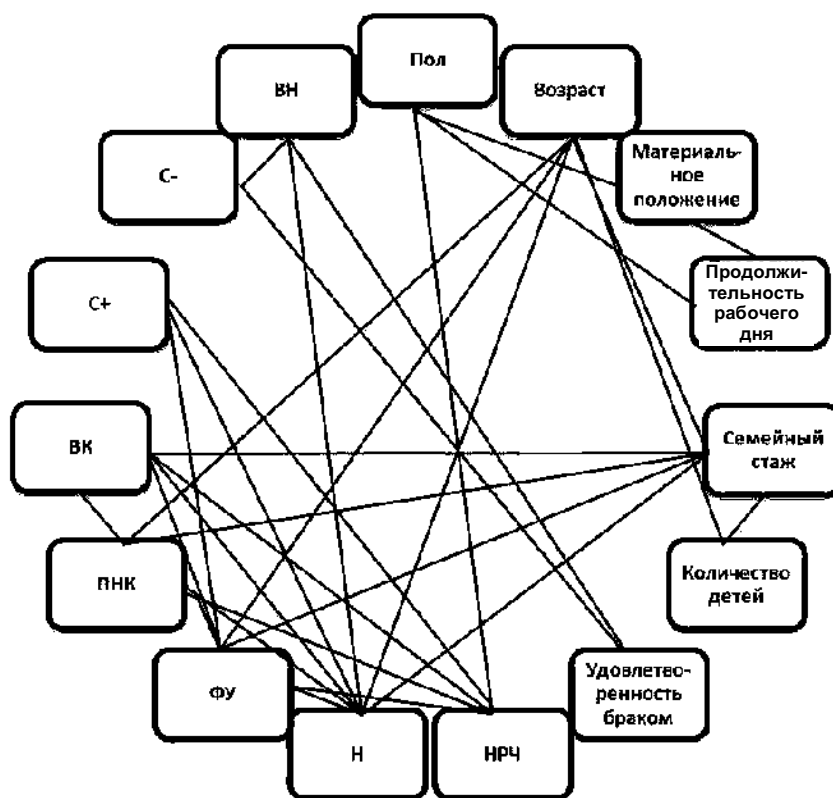 Пол
ВН
Возраст
С-
Материаль-
ное
положение
Продолжи-
тельность
рабочего
дня
С+
ВК
Семейный
стаж
ПНК
Количество
детей
ФУ
Удовлетво-
ренность
браком
Н
НРЧ